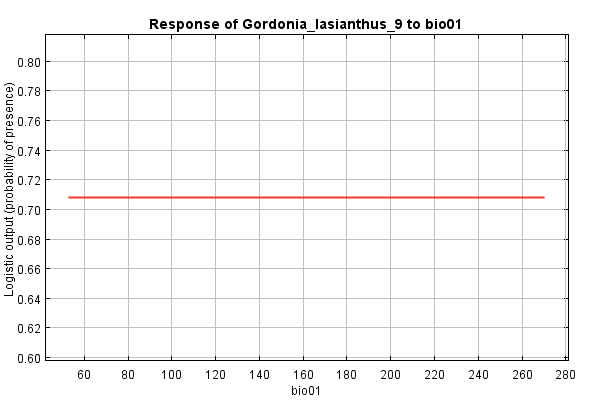 Response of Gordonia_lasianthus_9 to bio01
Logistic output (probability of presence)
0.80
0.78
0.76
0.74
0.72
0.70
0.68
0.66
0.64
0.62
0.60
60 80 100 120 140 160 180 200 220 240 260 280
bio01